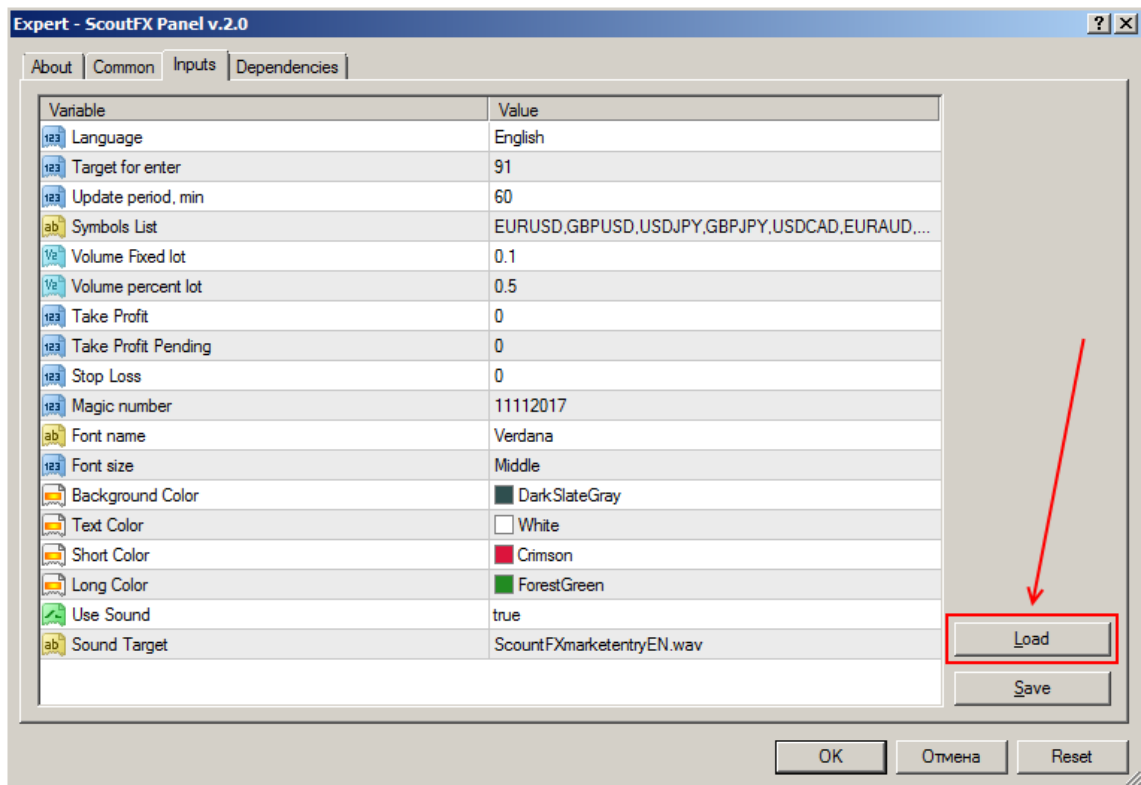 Expert - ScoutFX Panel v.2.0
About Common Inputs Dependencies
Variable Value
Language English
Target for enter 91
Update period, min 60
Symbols List EURUSD,GBPUSD,USDJPY,GBPJPY,USDCAD,EURAUD,...
Volume Fixed lot 0.1
Volume percent lot 0.5
Take Profit 0
Take Profit Pending 0
Stop Loss 0
Magic number 11112017
Font name Verdana
Font size Middle
Background Color DarkSlateGray
Text Color White
Short Color Crimson
Long Color ForestGreen
Use Sound true
Sound Target ScountFXmarketentryEN.wav
Load
Save
OK Отмена Reset